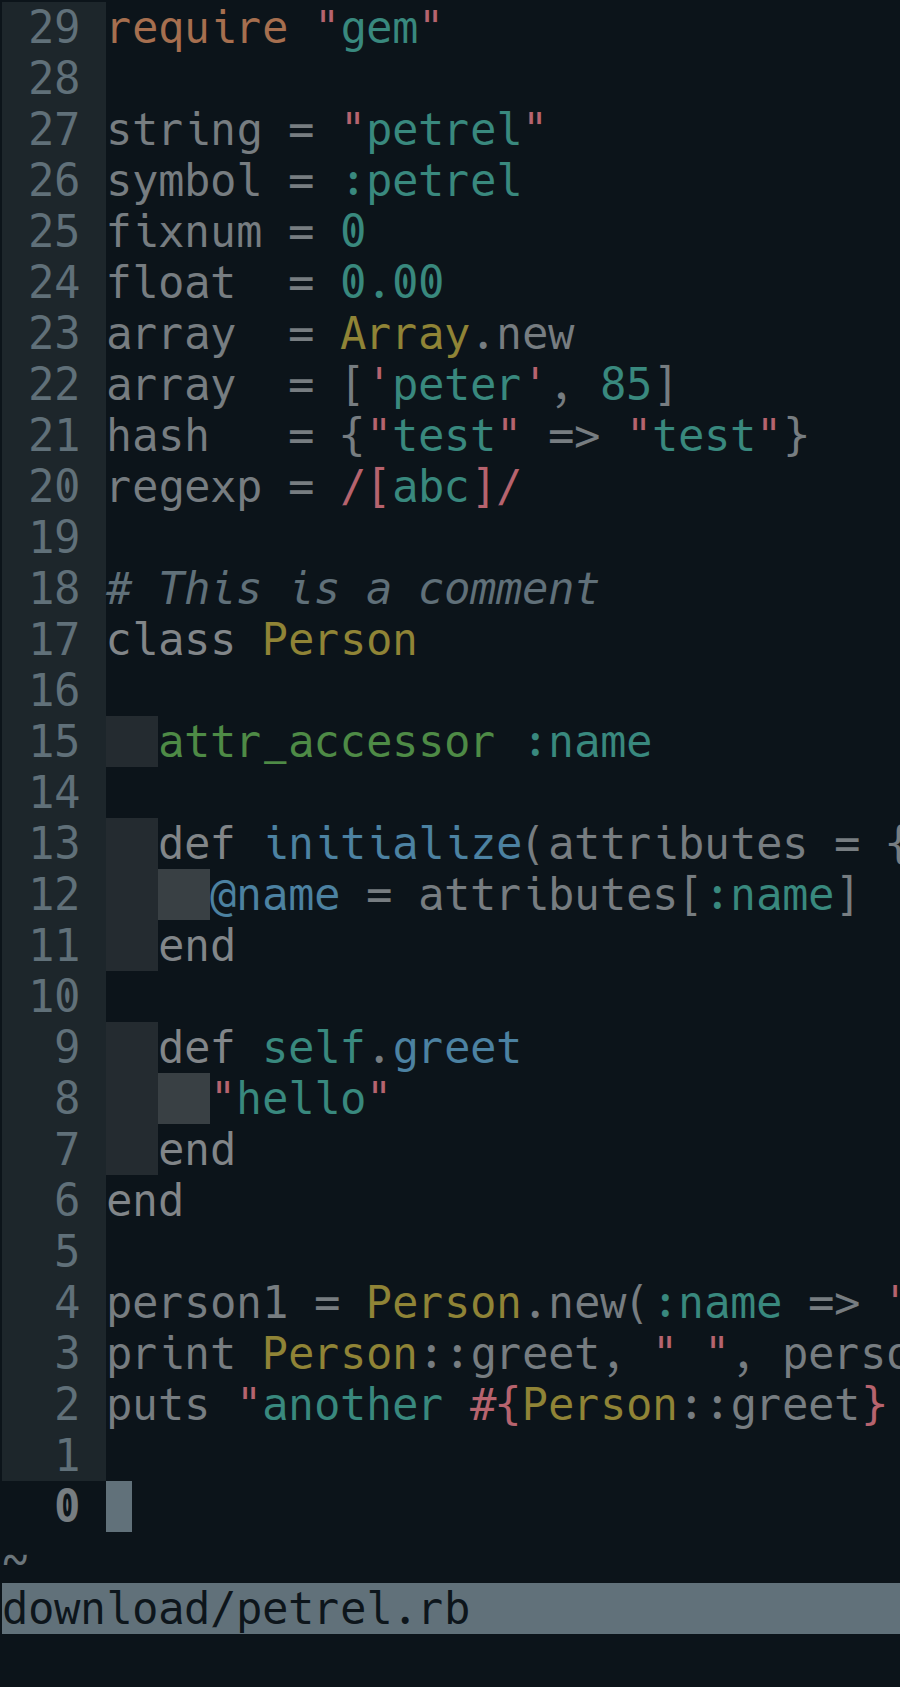 29 require "gem"
28
27 string = "petrel"
26 symbol = :petrel
25 fixnum = 0
24 float  = 0.00
23 array  = Array.new
22 array  = ['peter', 85]
21 hash   = {"test" => "test"}
20 regexp = /[abc]/
19
18 # This is a comment
17 class Person
16
15   attr_accessor :name
14
13   def initialize(attributes = {
12     @name = attributes[:name]
11   end
10
 9   def self.greet
 8     "hello"
 7   end
 6 end
 5
 4 person1 = Person.new(:name => "
 3 print Person::greet, " ", perso
 2 puts "another #{Person::greet}
 1
 0
~
download/petrel.rb